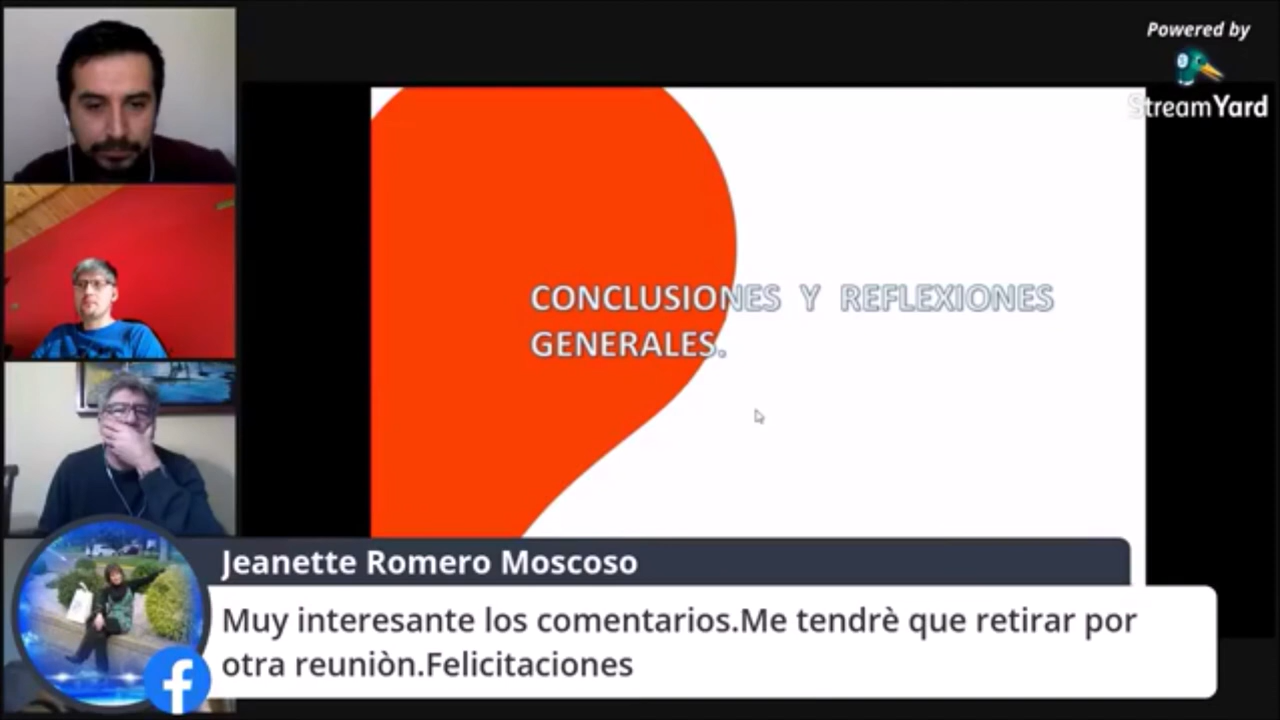 Powered by
StreamYard
CONCLUSIONES Y REFLEXIONES
GENERALES.
Jeanette Romero Moscoso
Muy interesante los comentarios.Me tendrè que retirar por
otra reuniòn.Felicitaciones